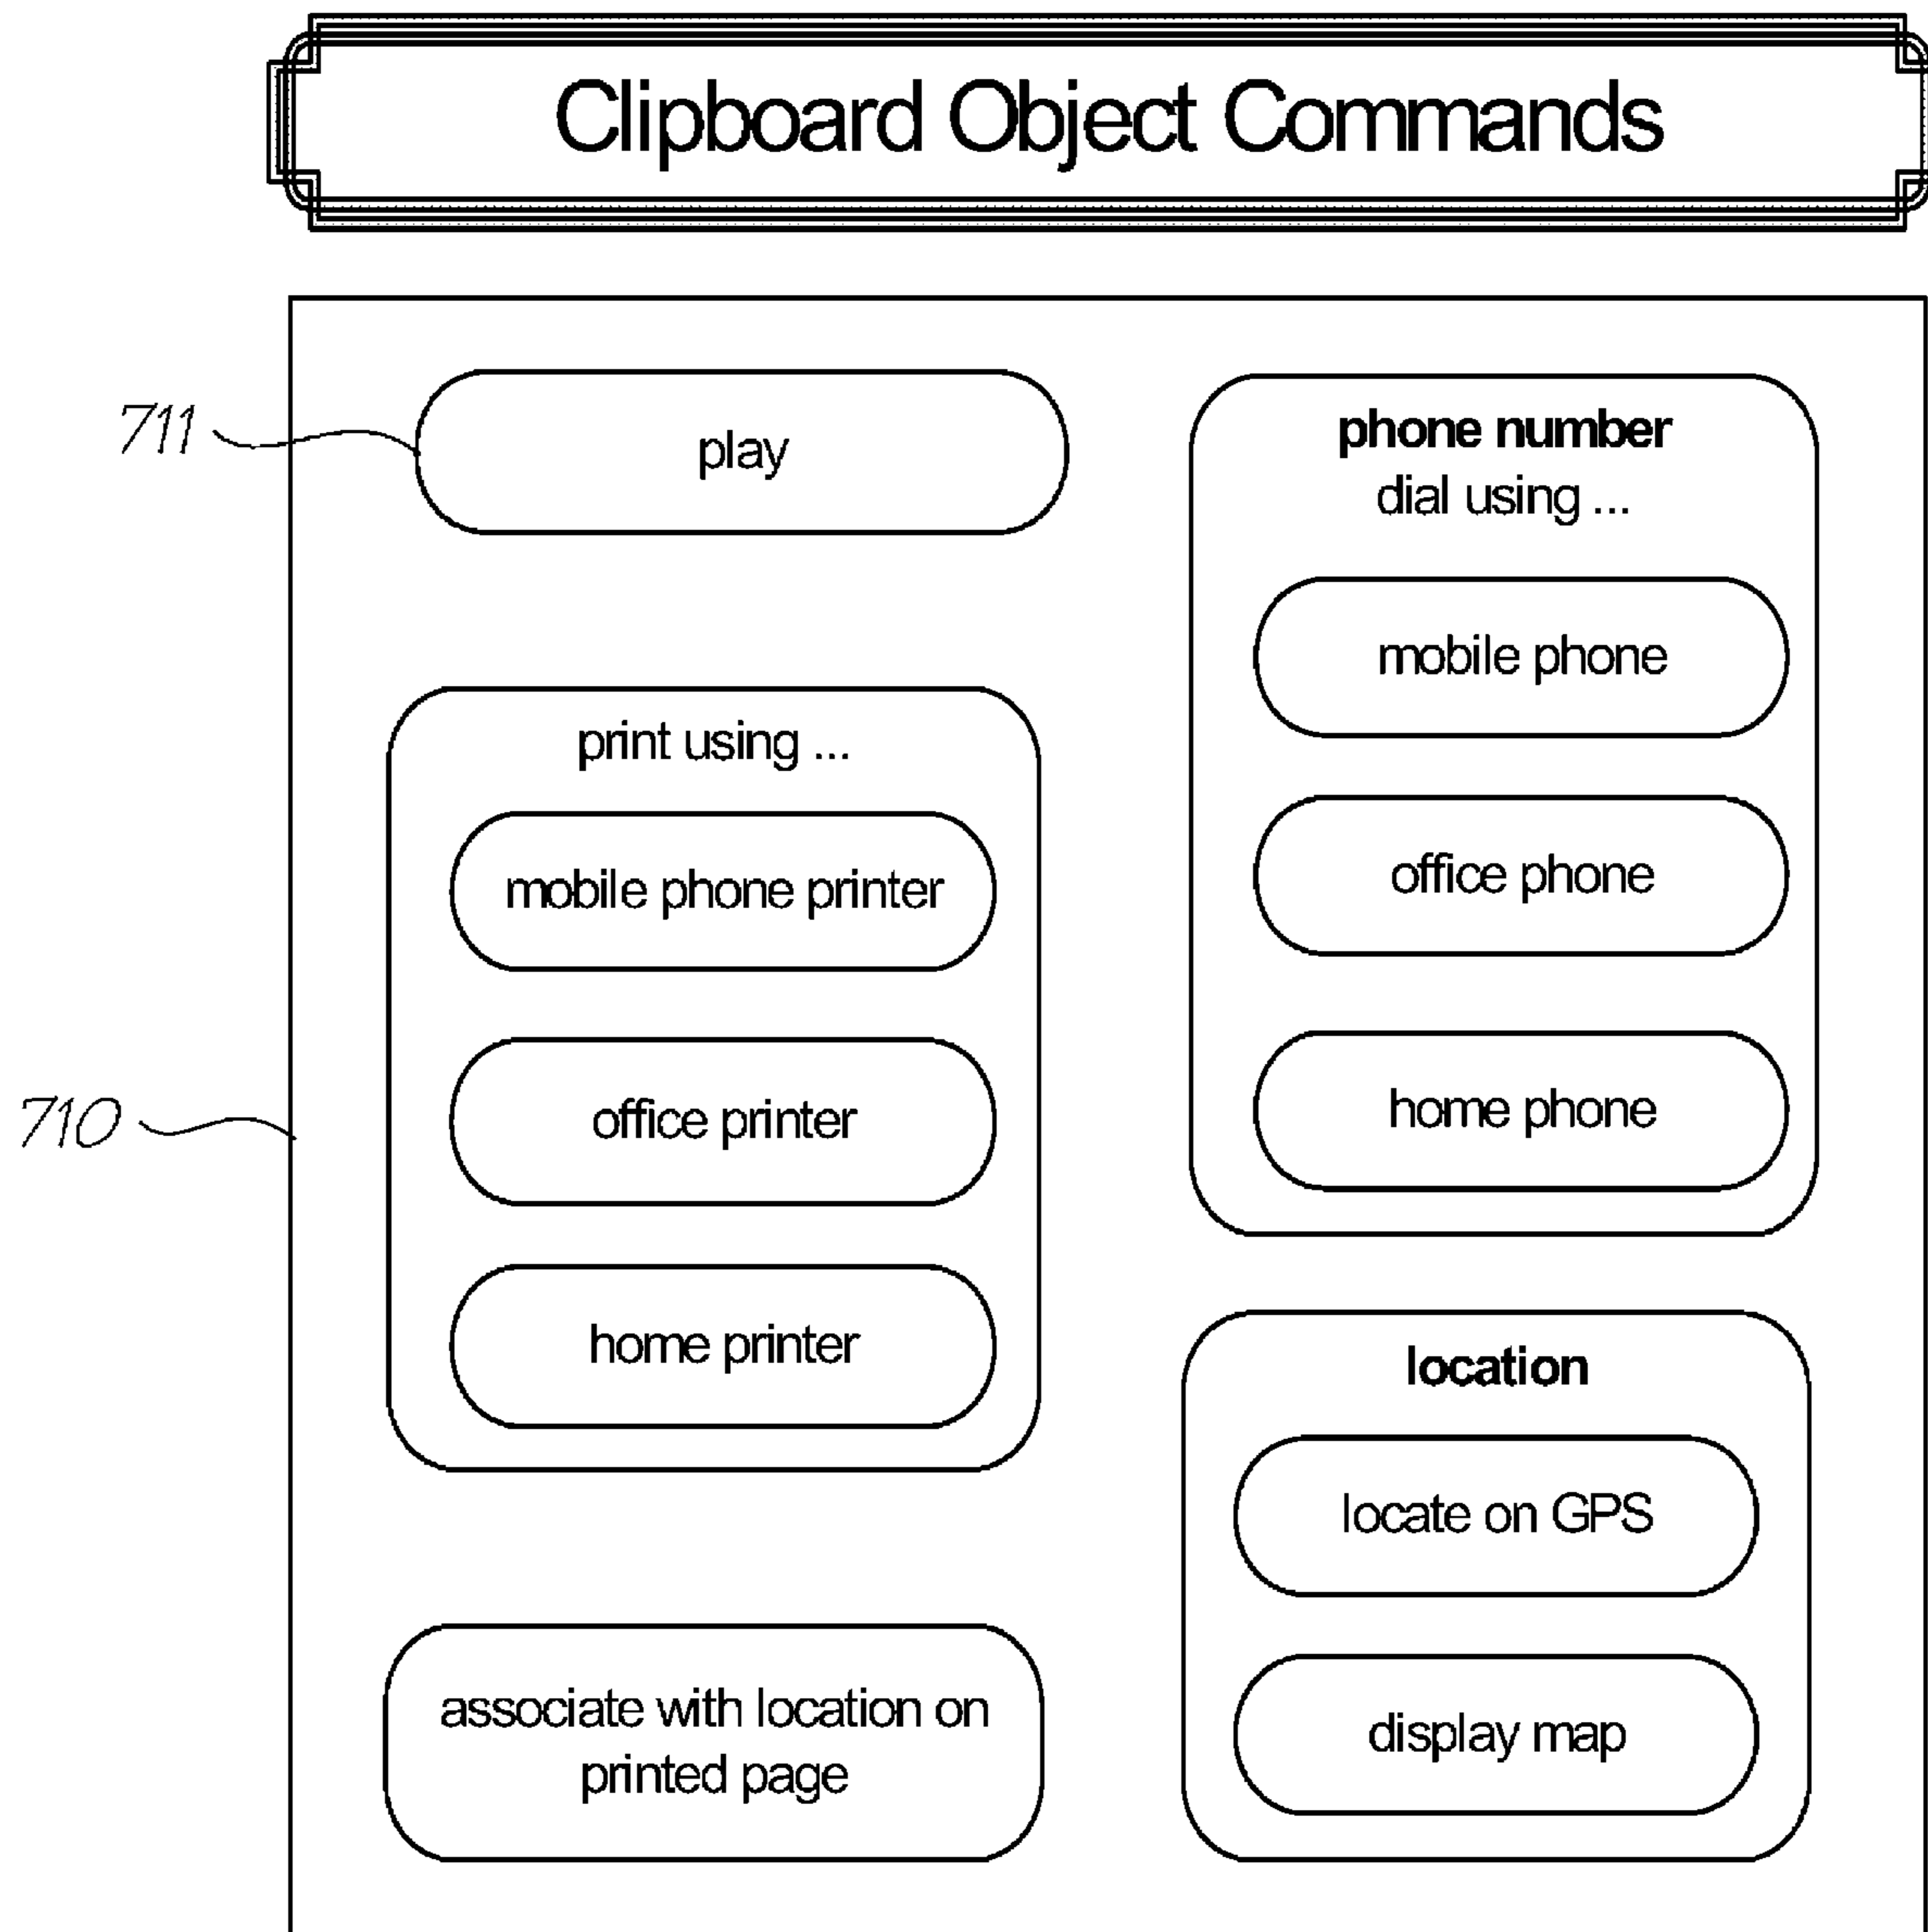 Clipboard Object Commands
711
play
710
print using ...
mobile phone printer
office printer
home printer
associate with location on
printed page
phone number
dial using ...
mobile phone
office phone
home phone
location
locate on GPS
display map